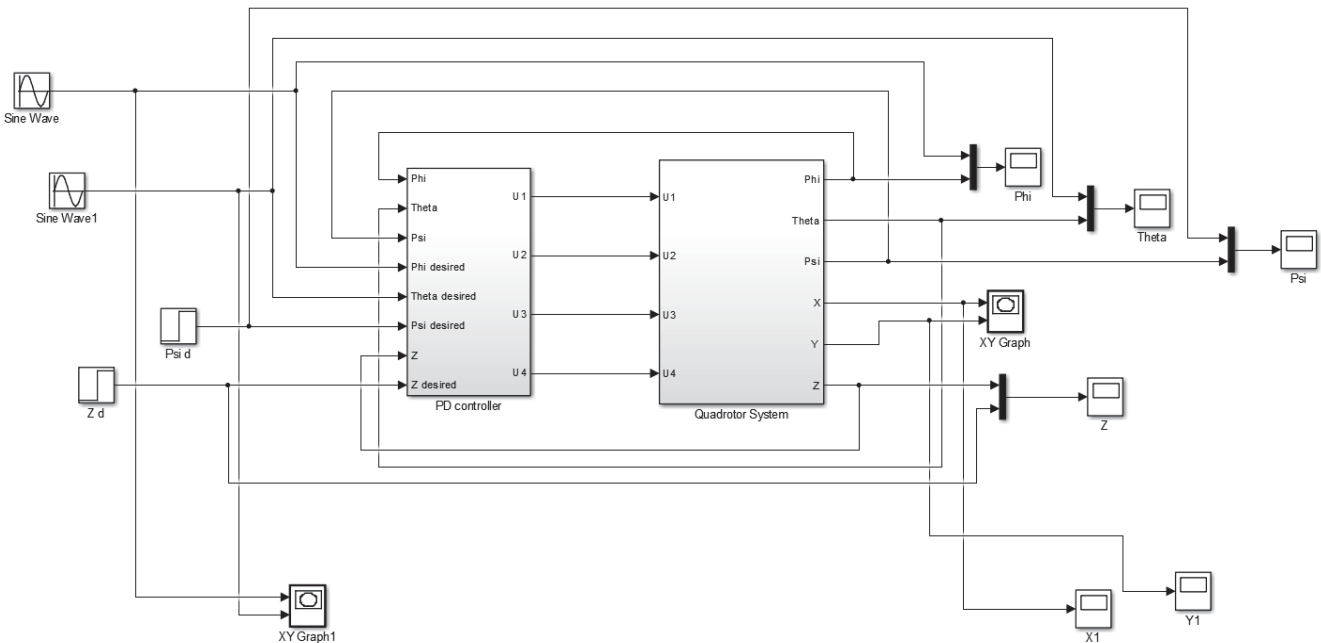 Sine Wave
Sine Wave1
Psi d
Z d
Phi
Theta
Psi
Phi desired
Theta desired
Psi desired
Z
Z desired
U1
U2
U3
U4
PD controller
U1
U2
U3
U4
Phi
Theta
Psi
X
Y
Z
Quadrotor System
Phi
Theta
Psi
XY Graph
Z
XY Graph1
X1
Y1